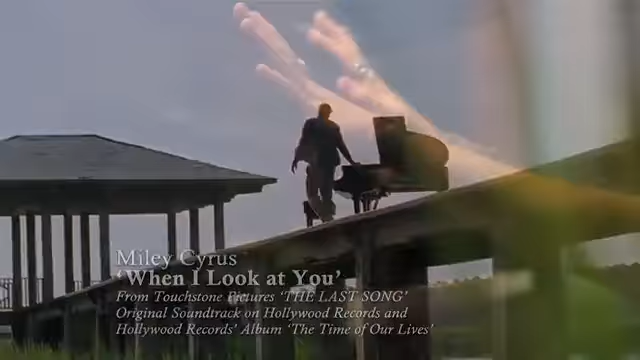 Miley Cyrus
'When I Look at You'
From Touchstone Pictures 'THE LAST SONG'
Original Soundtrack on Hollywood Records and
Hollywood Records' Album 'The Time of Our Lives'